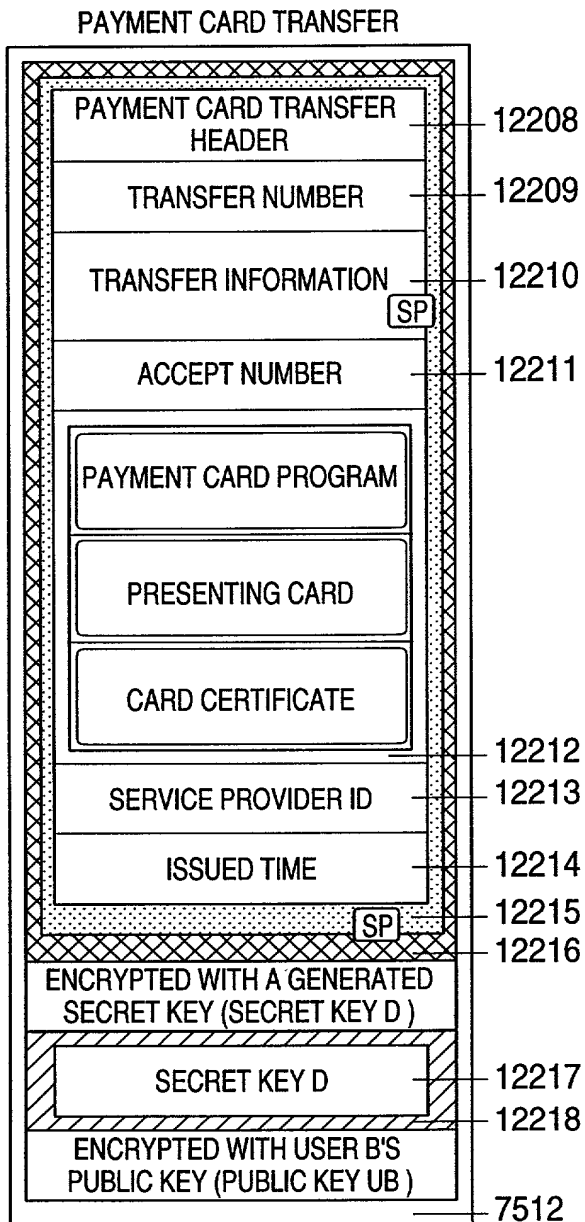 PAYMENT CARD TRANSFER
PAYMENT CARD TRANSFER
HEADER
12208
TRANSFER NUMBER
12209
TRANSFER INFORMATION
12210
SP
ACCEPT NUMBER
12211
PAYMENT CARD PROGRAM
PRESENTING CARD
CARD CERTIFICATE
12212
SERVICE PROVIDER ID
12213
ISSUED TIME
12214
12215
SP
12216
ENCRYPTED WITH A GENERATED
SECRET KEY (SECRET KEY D )
SECRET KEY D
12217
12218
ENCRYPTED WITH USER B'S
PUBLIC KEY (PUBLIC KEY UB )
7512